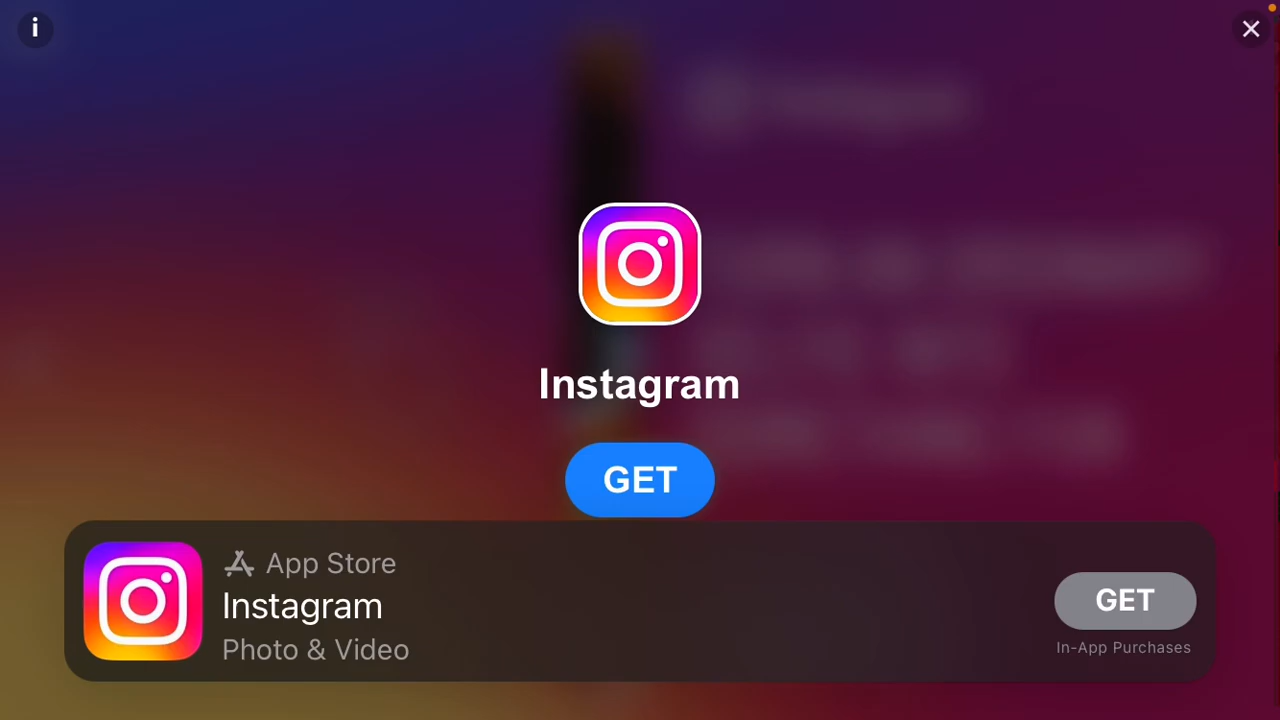 i
Instagram
GET
App Store
Instagram
Photo & Video
GET
In-App Purchases